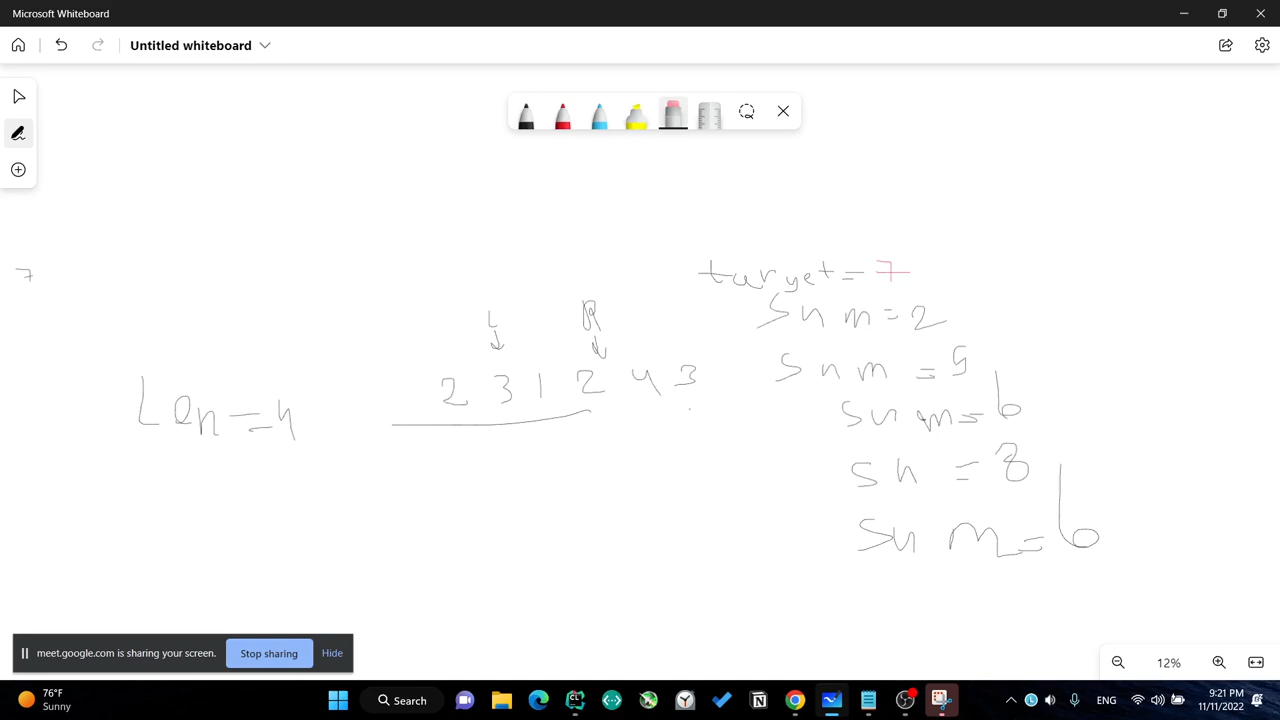 Microsoft Whiteboard
Untitled whiteboard
7
target=7
L R
sum=2
2 3 1 2 4 3
sum=5
Len=4
sum=6
su=8
sum=6
meet.google.com is sharing your screen.
Stop sharing
Hide
12%
76°F
Sunny
Search
ENG
9:21 PM
11/11/2022